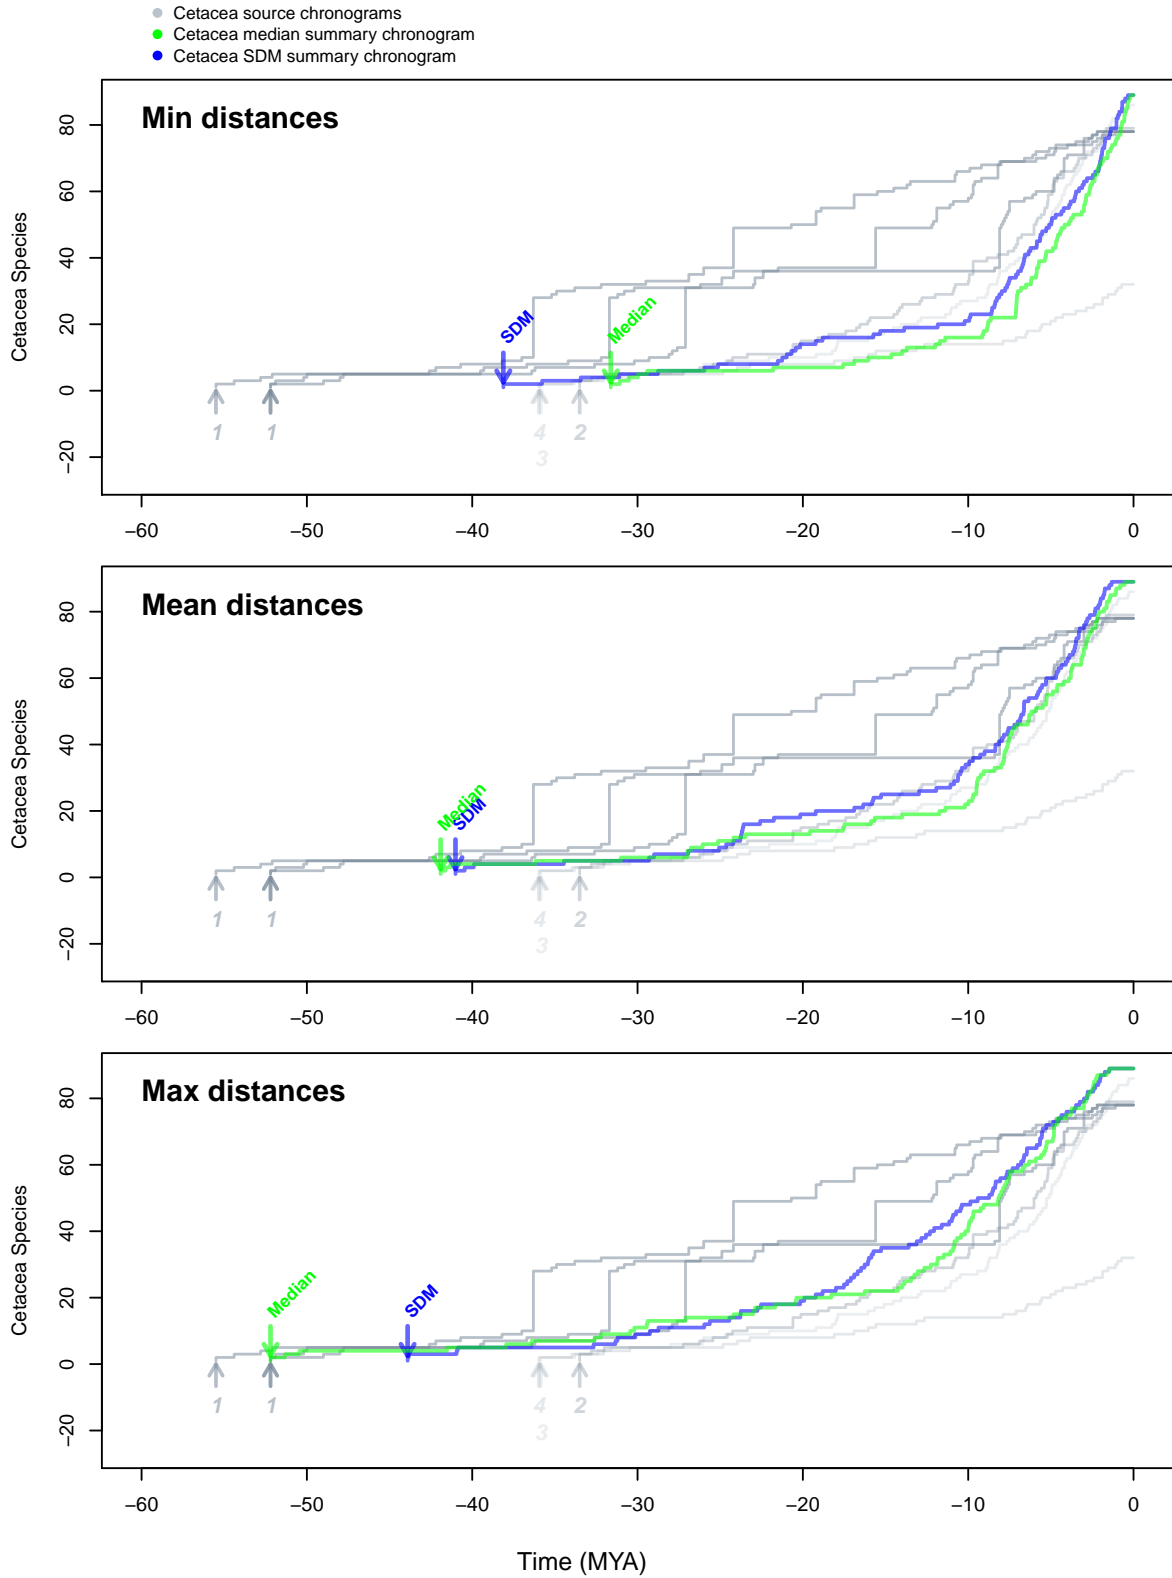 Cetacea source chronograms
Cetacea median summary chronogram
Cetacea SDM summary chronogram
Min distances
Cetacea Species
80
60
40
20
0
−20
SDM
Median
1 1 4 2
3
−60 −50 −40 −30 −20 −10 0
Mean distances
Cetacea Species
80
60
40
20
0
−20
Median
SDM
1 1 4 2
3
−60 −50 −40 −30 −20 −10 0
Max distances
Cetacea Species
80
60
40
20
0
−20
Median
SDM
1 1 4 2
3
−60 −50 −40 −30 −20 −10 0
Time (MYA)